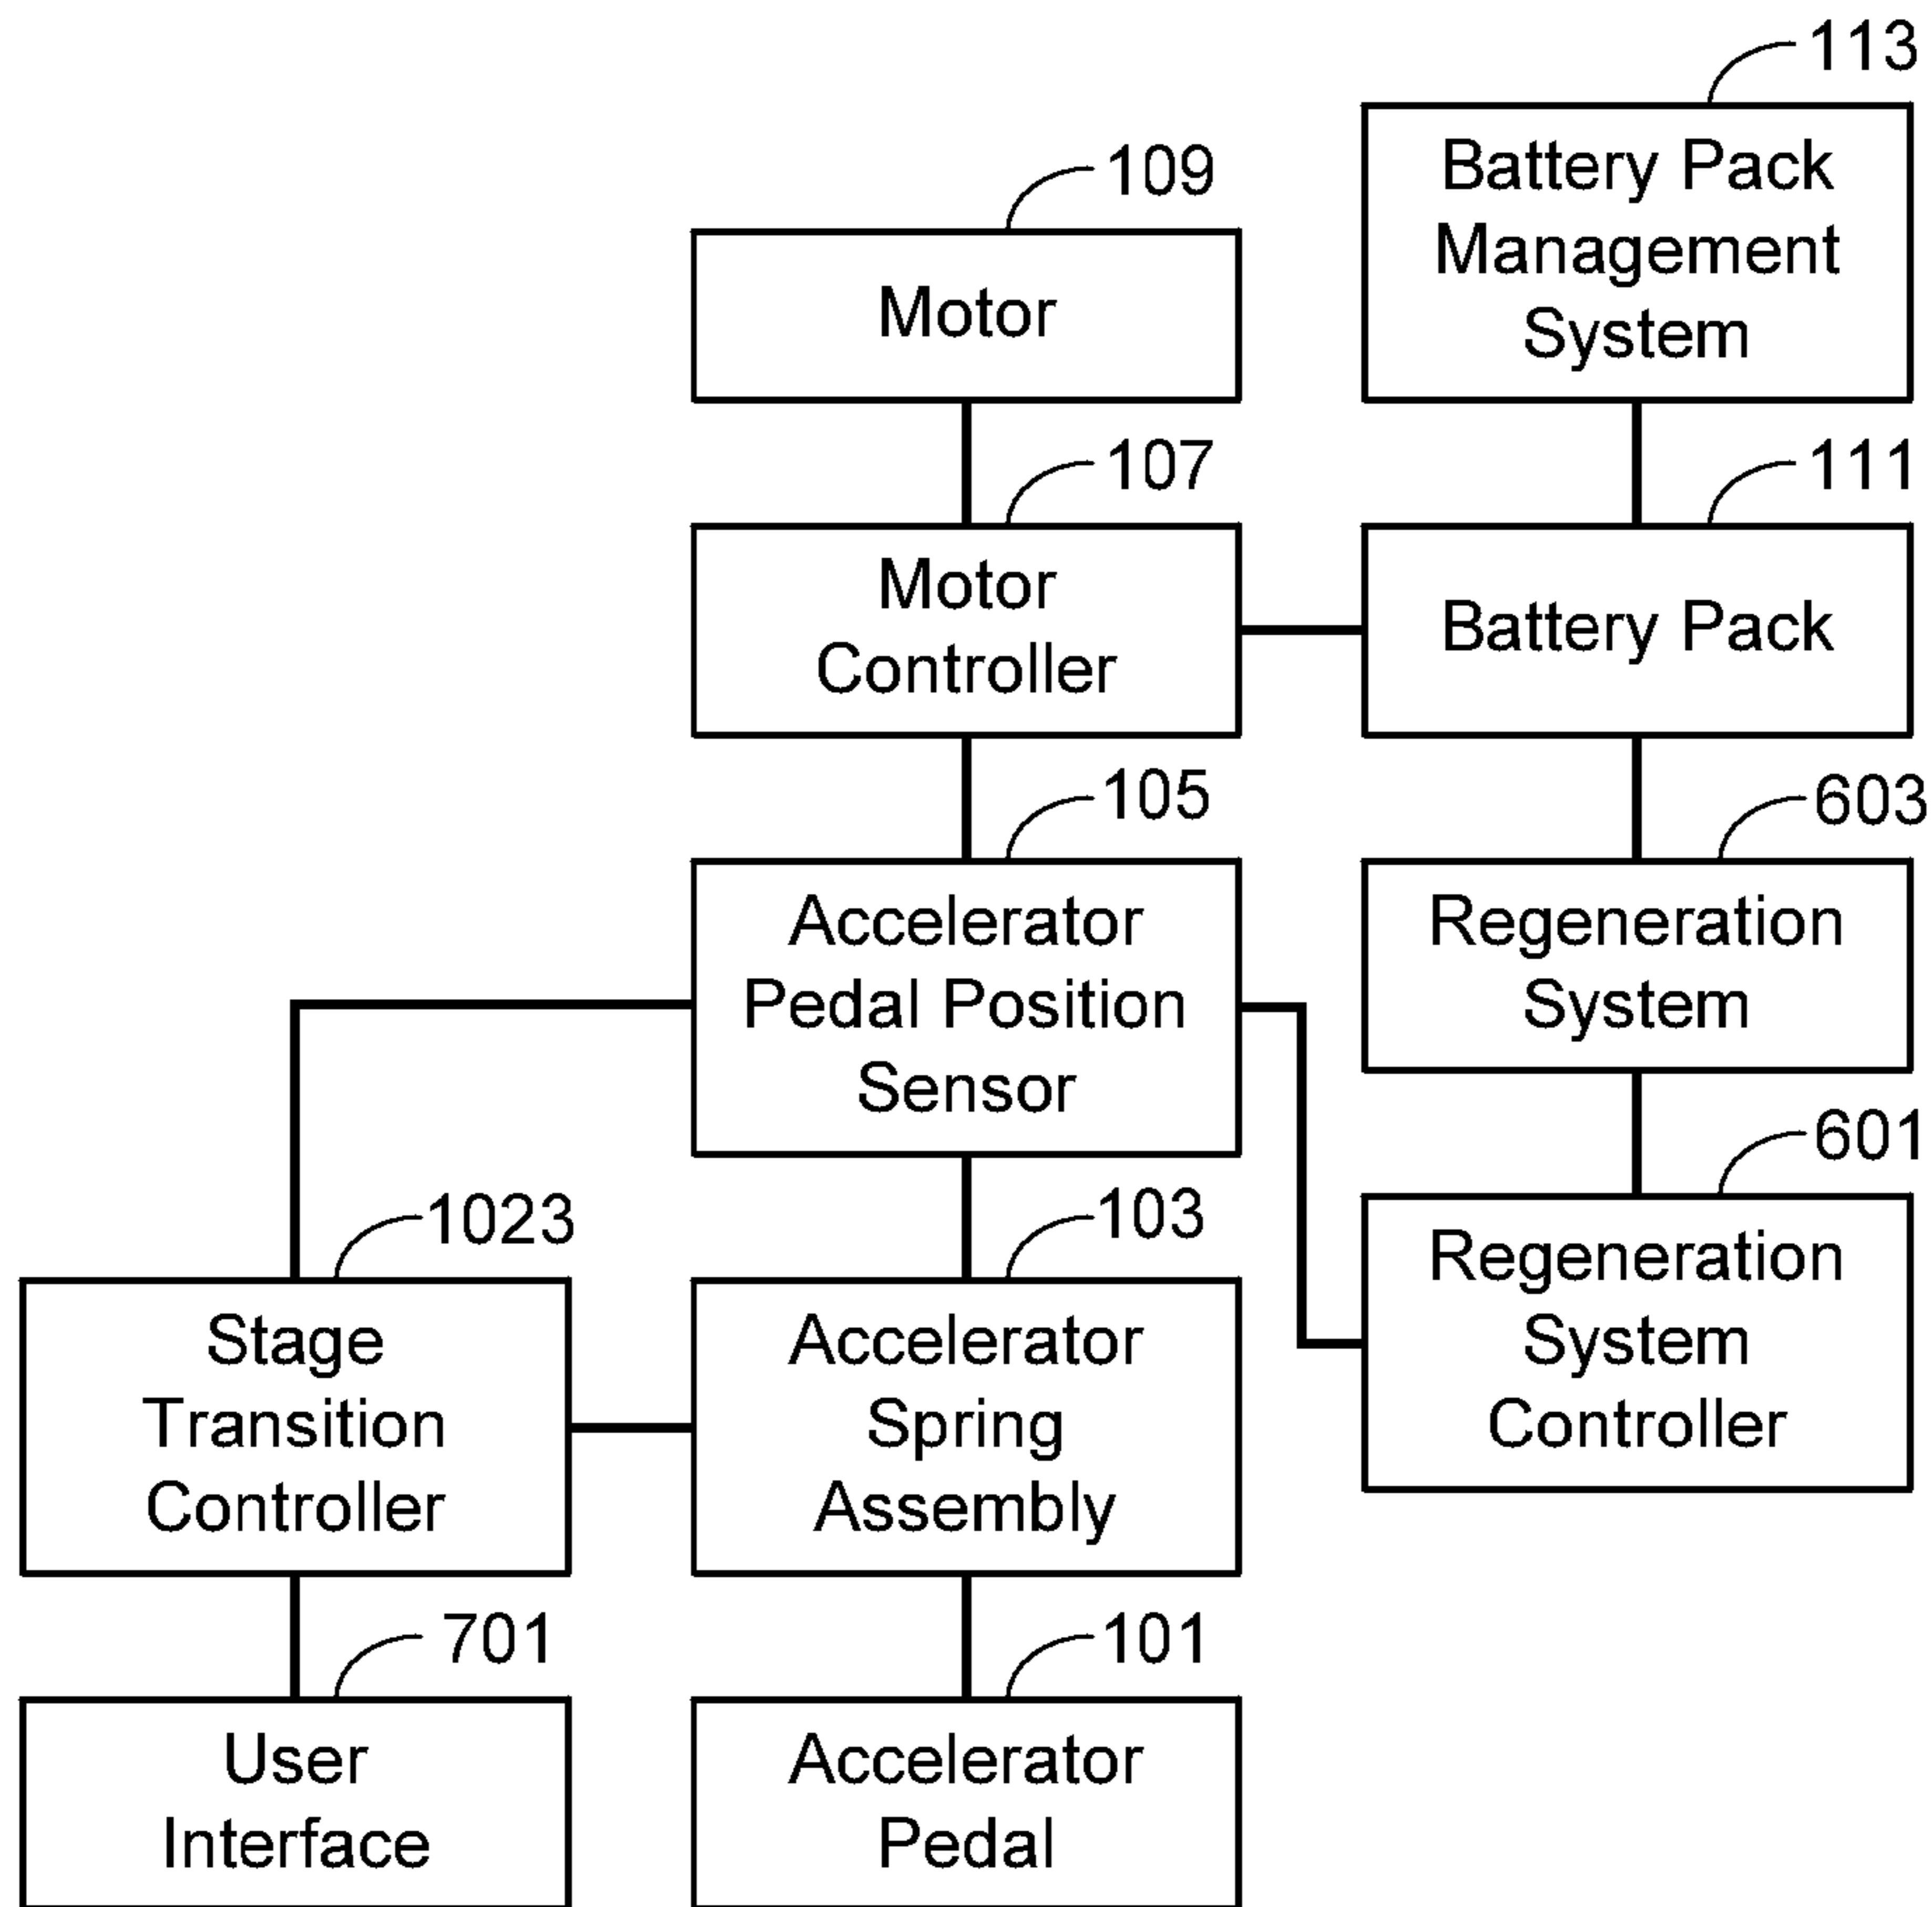 113
Battery Pack
Management
System
109
Motor
107
Motor
Controller
111
Battery Pack
105
Accelerator
Pedal Position
Sensor
603
Regeneration
System
601
Regeneration
System
Controller
1023
Stage
Transition
Controller
103
Accelerator
Spring
Assembly
701
User
Interface
101
Accelerator
Pedal